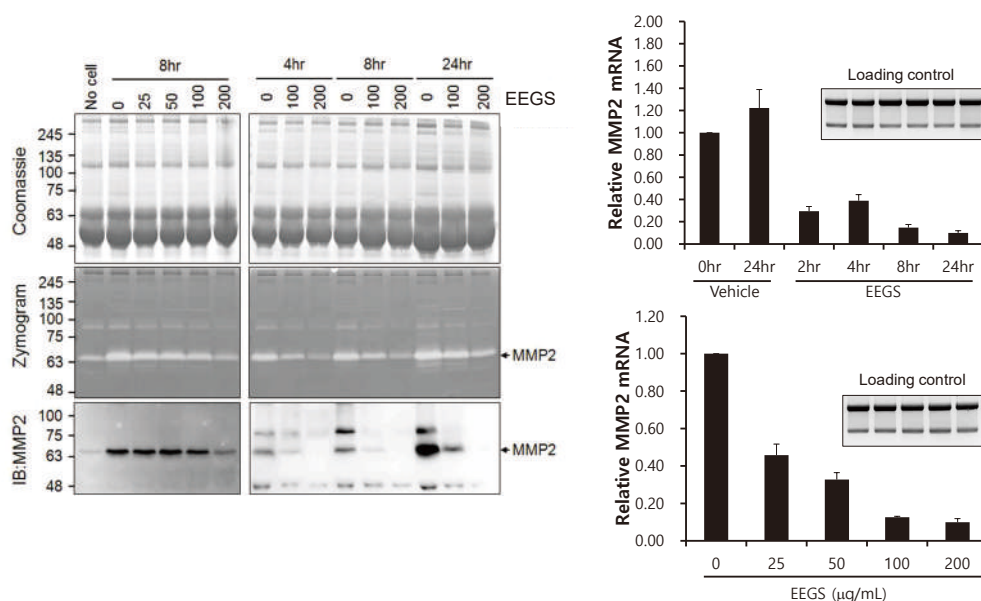 8hr
4hr
8hr
24hr
No cell
0
25
50
100
200
0
100
200
0
100
200
0
100
200
EEGS
Coomassie
245
135
100
75
63
48
Zymogram
245
135
100
75
63
48
MMP2
IB:MMP2
100
75
63
48
MMP2
Relative MMP2 mRNA
2.00
1.80
1.60
1.40
1.20
1.00
0.80
0.60
0.40
0.20
0.00
Loading control
0hr 24hr 2hr 4hr 8hr 24hr
Vehicle EEGS
Relative MMP2 mRNA
1.20
1.00
0.80
0.60
0.40
0.20
0.00
Loading control
0 25 50 100 200
EEGS (μg/mL)